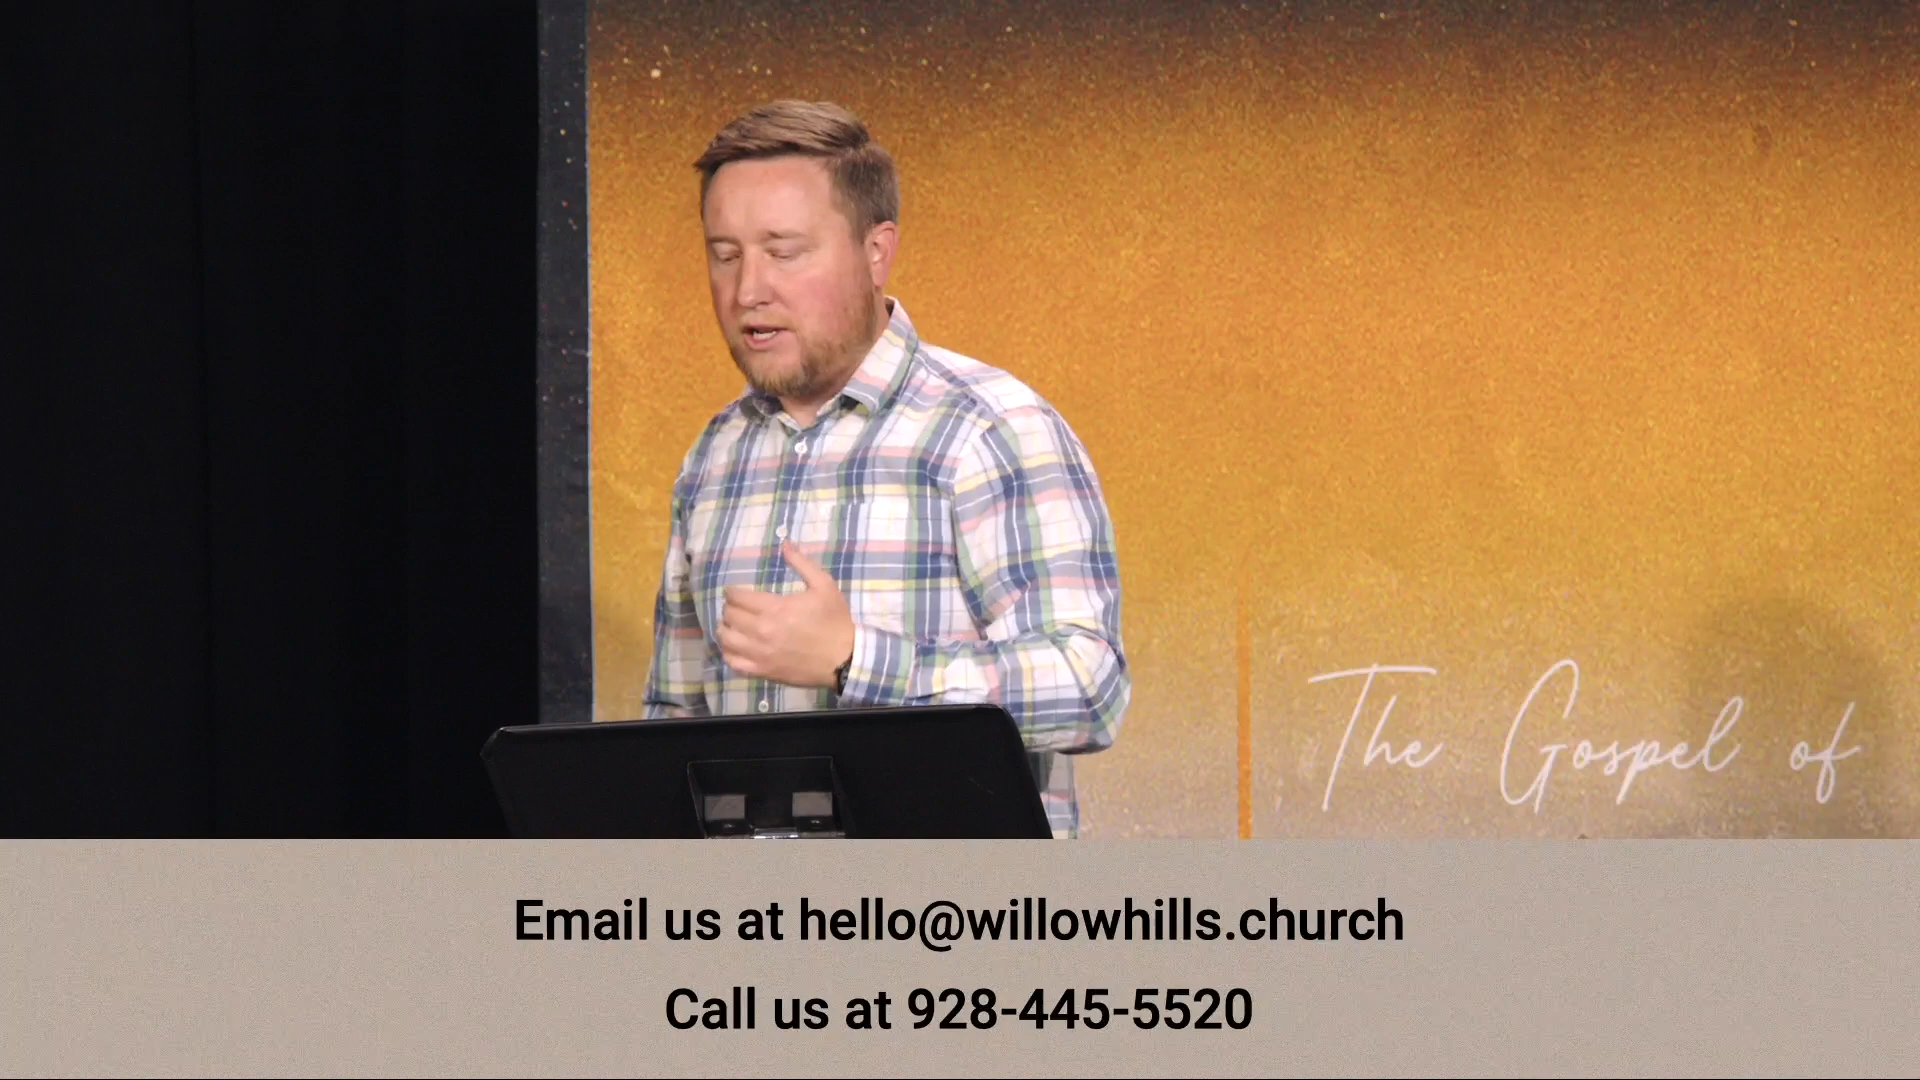 The Gospel of
Email us at hello@willowhills.church
Call us at 928-445-5520